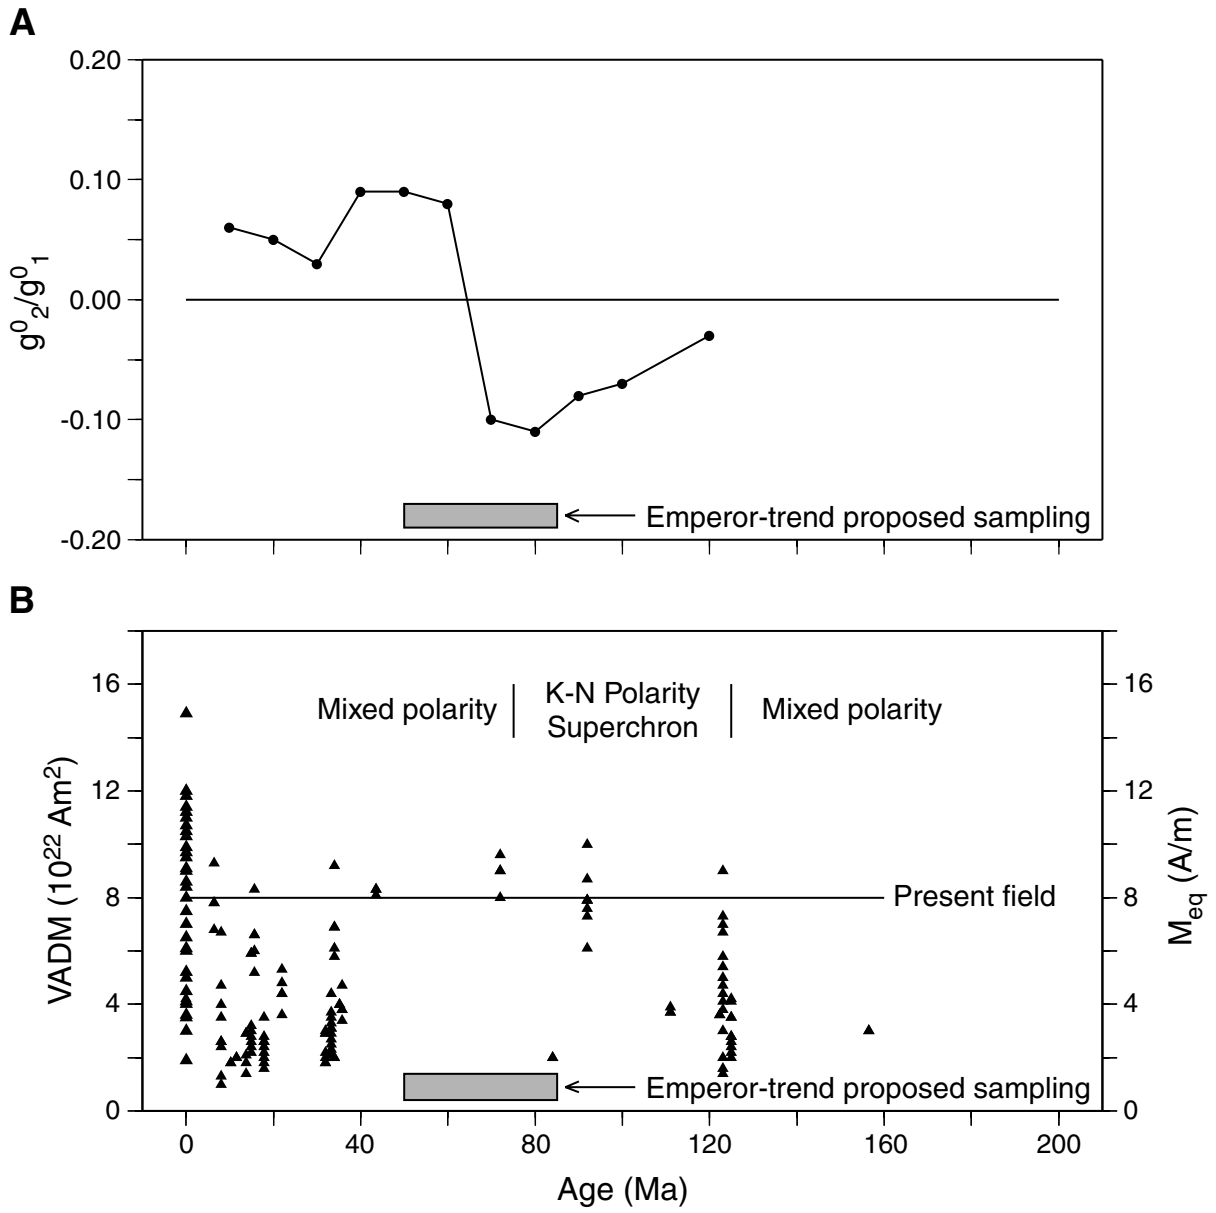 A
0.20
0.10
0.00
-0.10
-0.20
g⁰₂/g⁰₁
Emperor-trend proposed sampling
B
16
12
8
4
0
VADM (10²² Am²)
Mixed polarity
K-N Polarity
Superchron
Mixed polarity
Present field
Emperor-trend proposed sampling
16
12
8
4
0
M_eq (A/m)
0 40 80 120 160 200
Age (Ma)